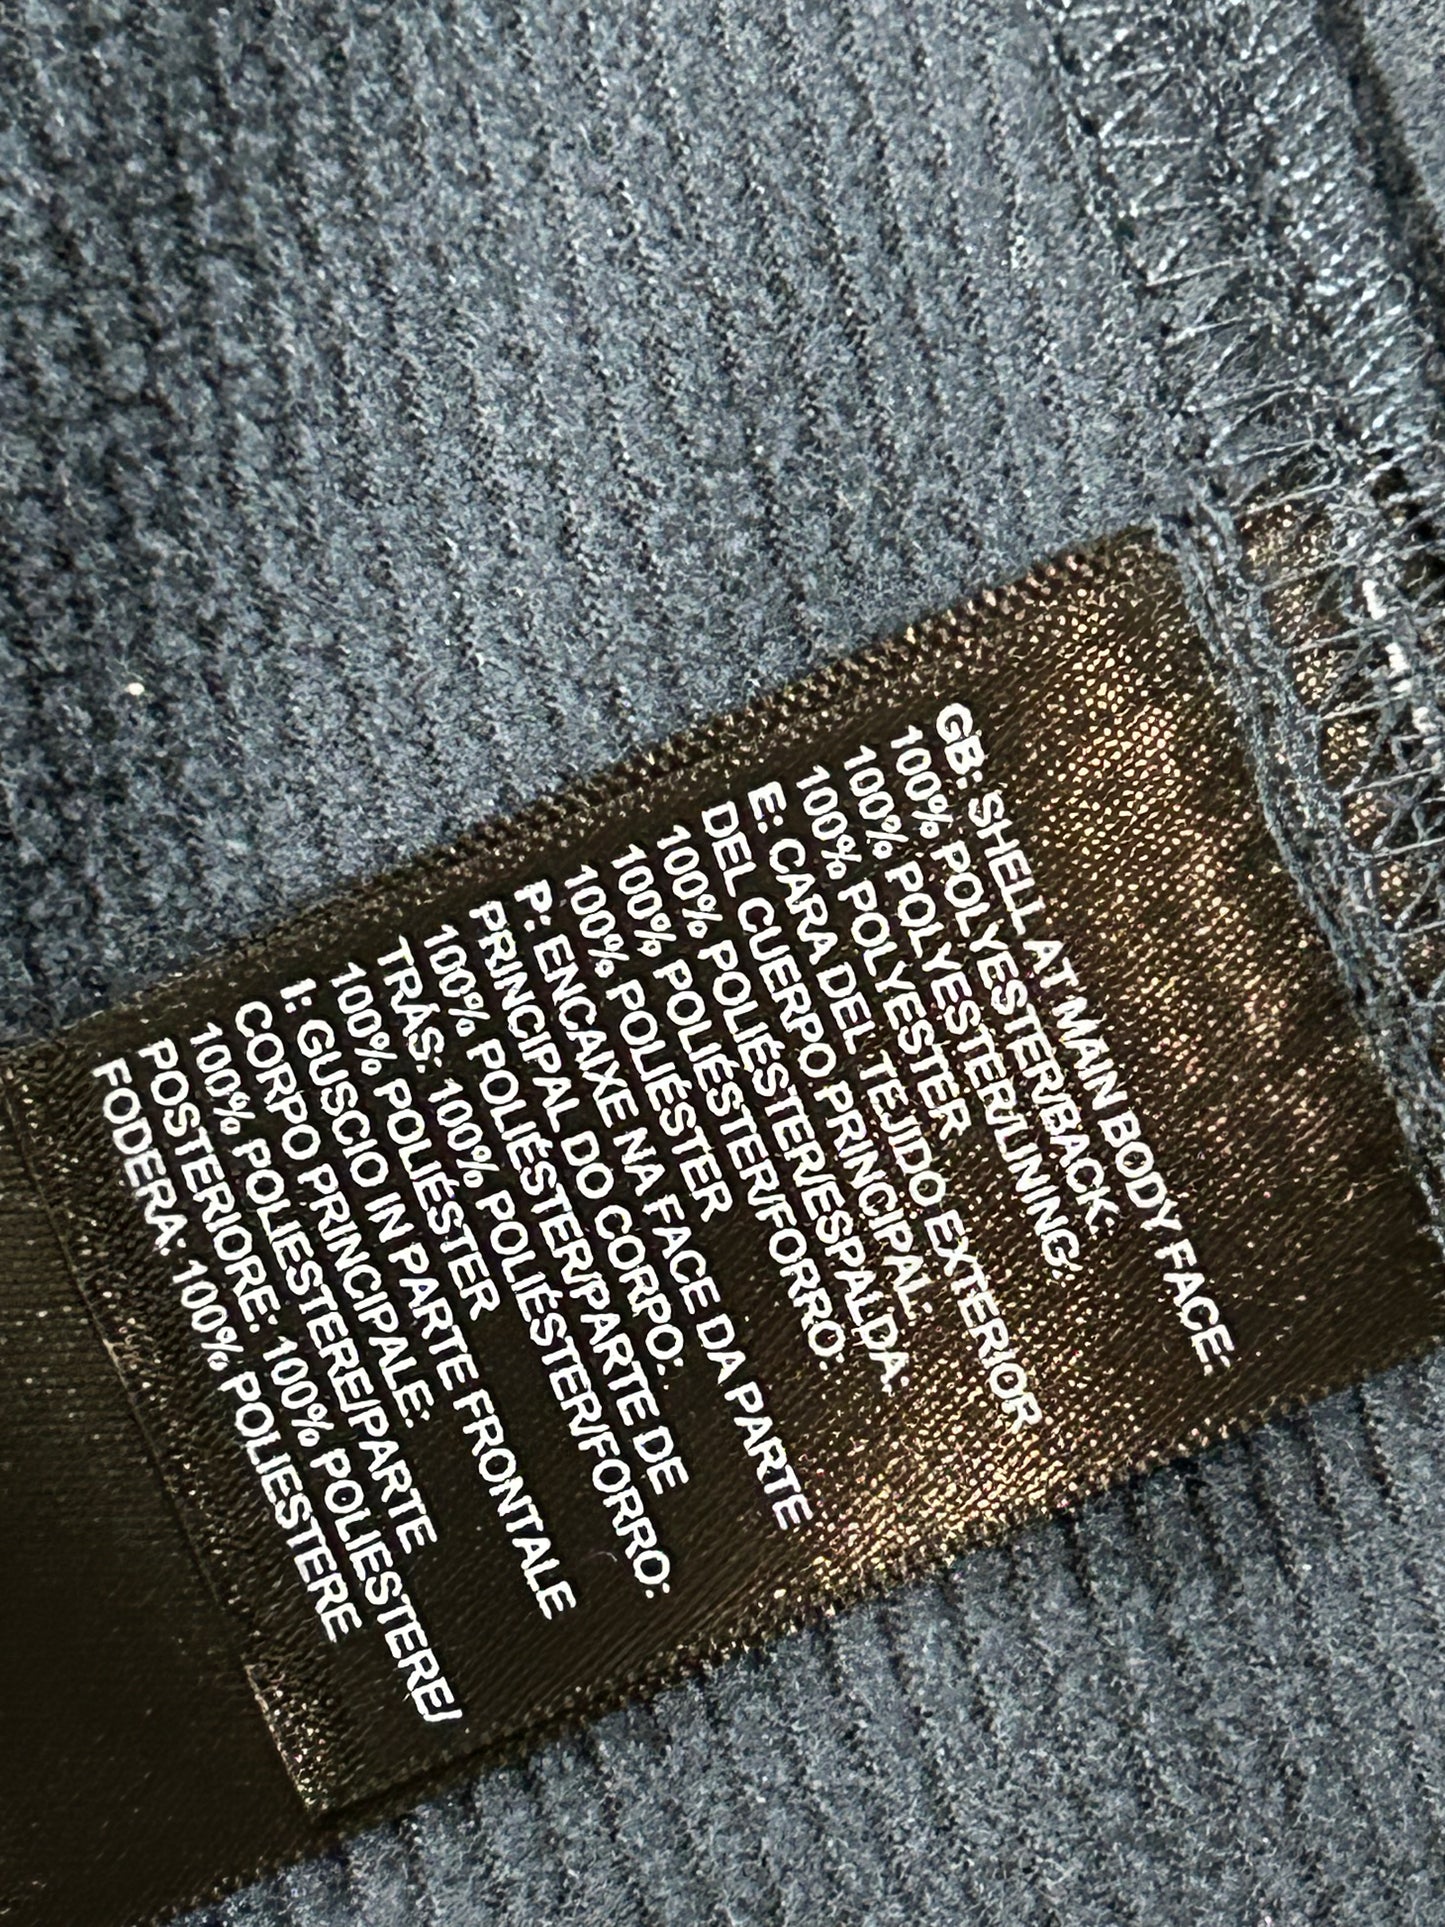 GB: SHELL AT MAIN BODY FACE:
100% POLYESTER/BACK:
100% POLYESTER/LINING:
100% POLYESTER
E: CARA DEL TEJIDO EXTERIOR
DEL CUERPO PRINCIPAL:
100% POLIÉSTER/ESPALDA:
100% POLIÉSTER/FORRO:
100% POLIÉSTER
P: ENCAIXE NA FACE DA PARTE
PRINCIPAL DO CORPO:
100% POLIÉSTER/PARTE DE
TRÁS: 100% POLIÉSTER/FORRO:
100% POLIÉSTER
I: GUSCIO IN PARTE FRONTALE
CORPO PRINCIPALE:
100% POLIESTERE/PARTE
POSTERIORE: 100% POLIESTERE/
FODERA: 100% POLIESTERE